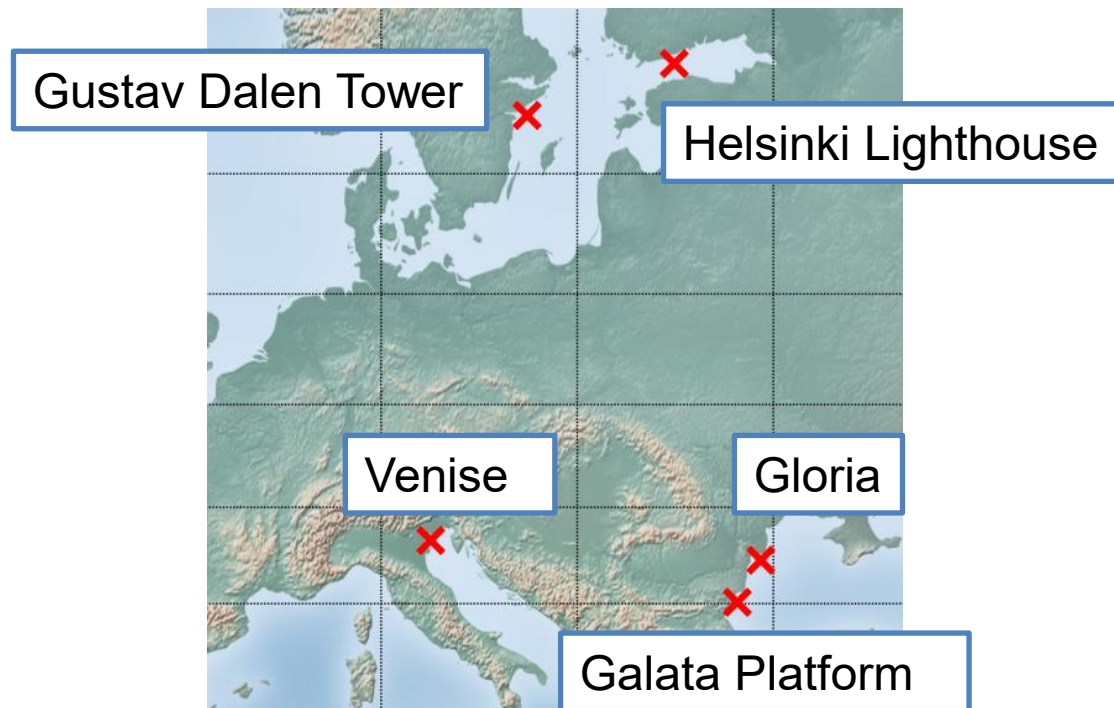 Gustav Dalen Tower
Helsinki Lighthouse
Venise
Gloria
Galata Platform